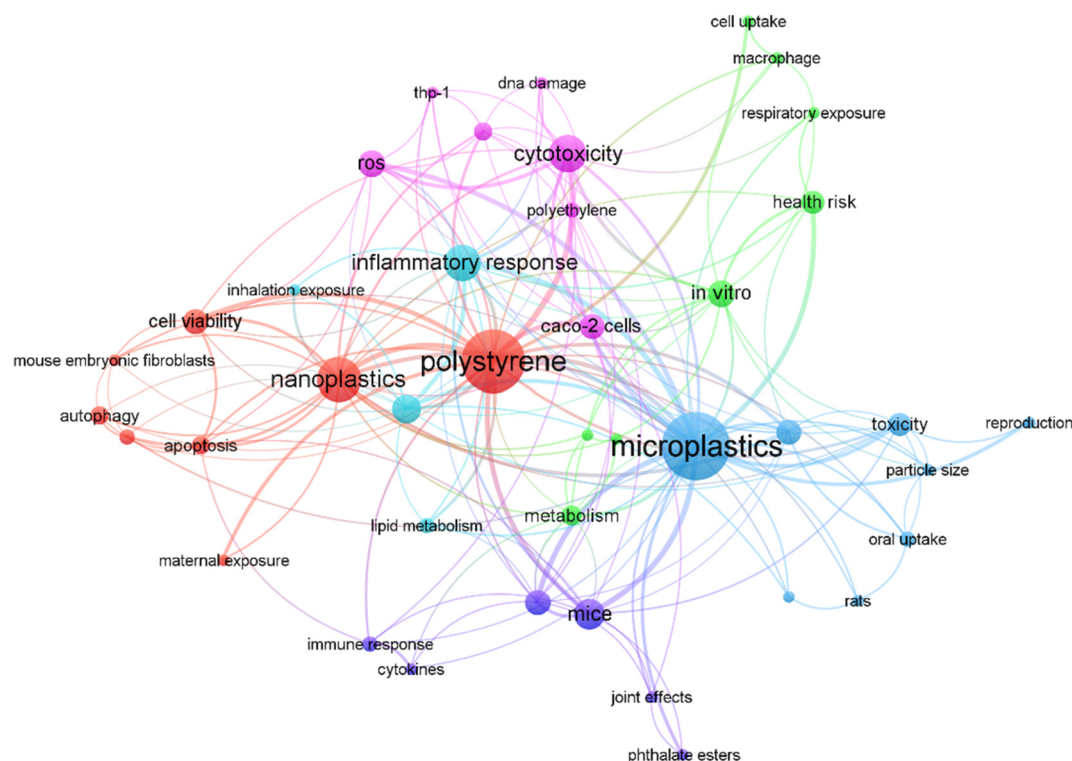 cell uptake
macrophage
dna damage
thp-1
respiratory exposure
cytotoxicity
ros
health risk
polyethylene
inflammatory response
inhalation exposure
in vitro
cell viability
caco-2 cells
mouse embryonic fibroblasts
polystyrene
nanoplastics
autophagy
apoptosis
microplastics
toxicity
reproduction
particle size
metabolism
lipid metabolism
oral uptake
maternal exposure
rats
mice
immune response
cytokines
joint effects
phthalate esters